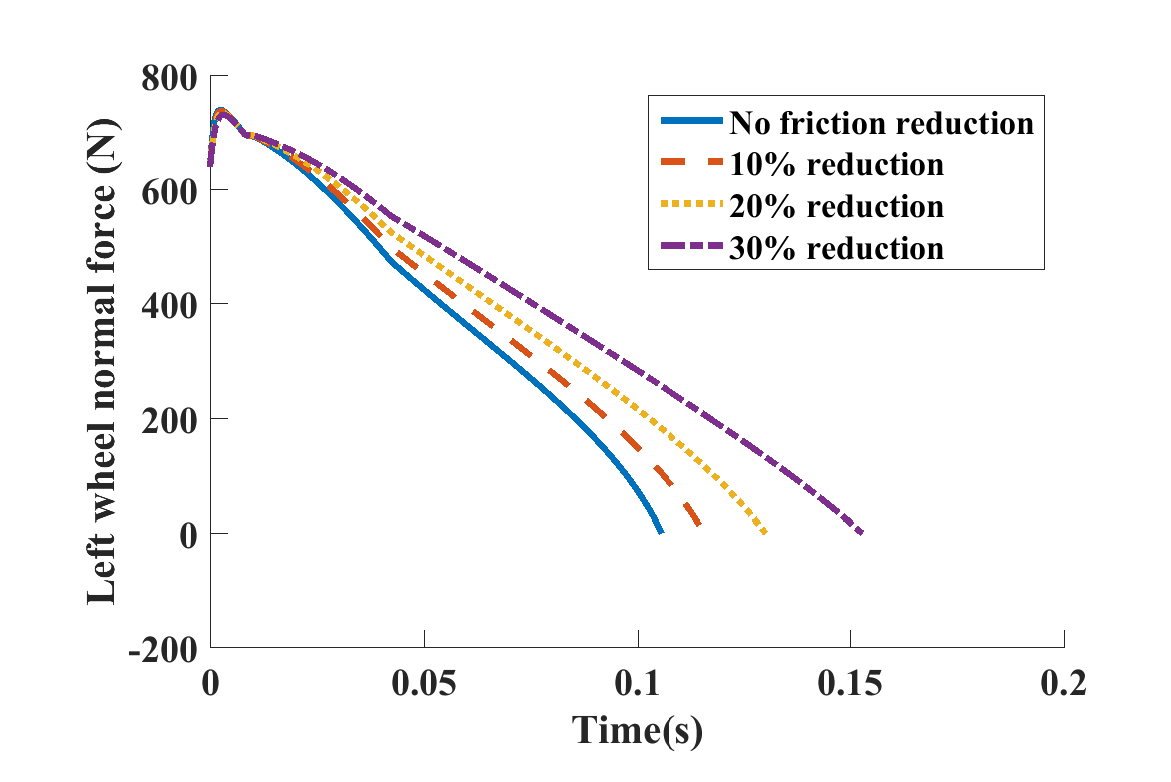 800
600
400
200
0
-200
Left wheel normal force (N)
No friction reduction
10% reduction
20% reduction
30% reduction
0
0.05
0.1
0.15
0.2
Time(s)